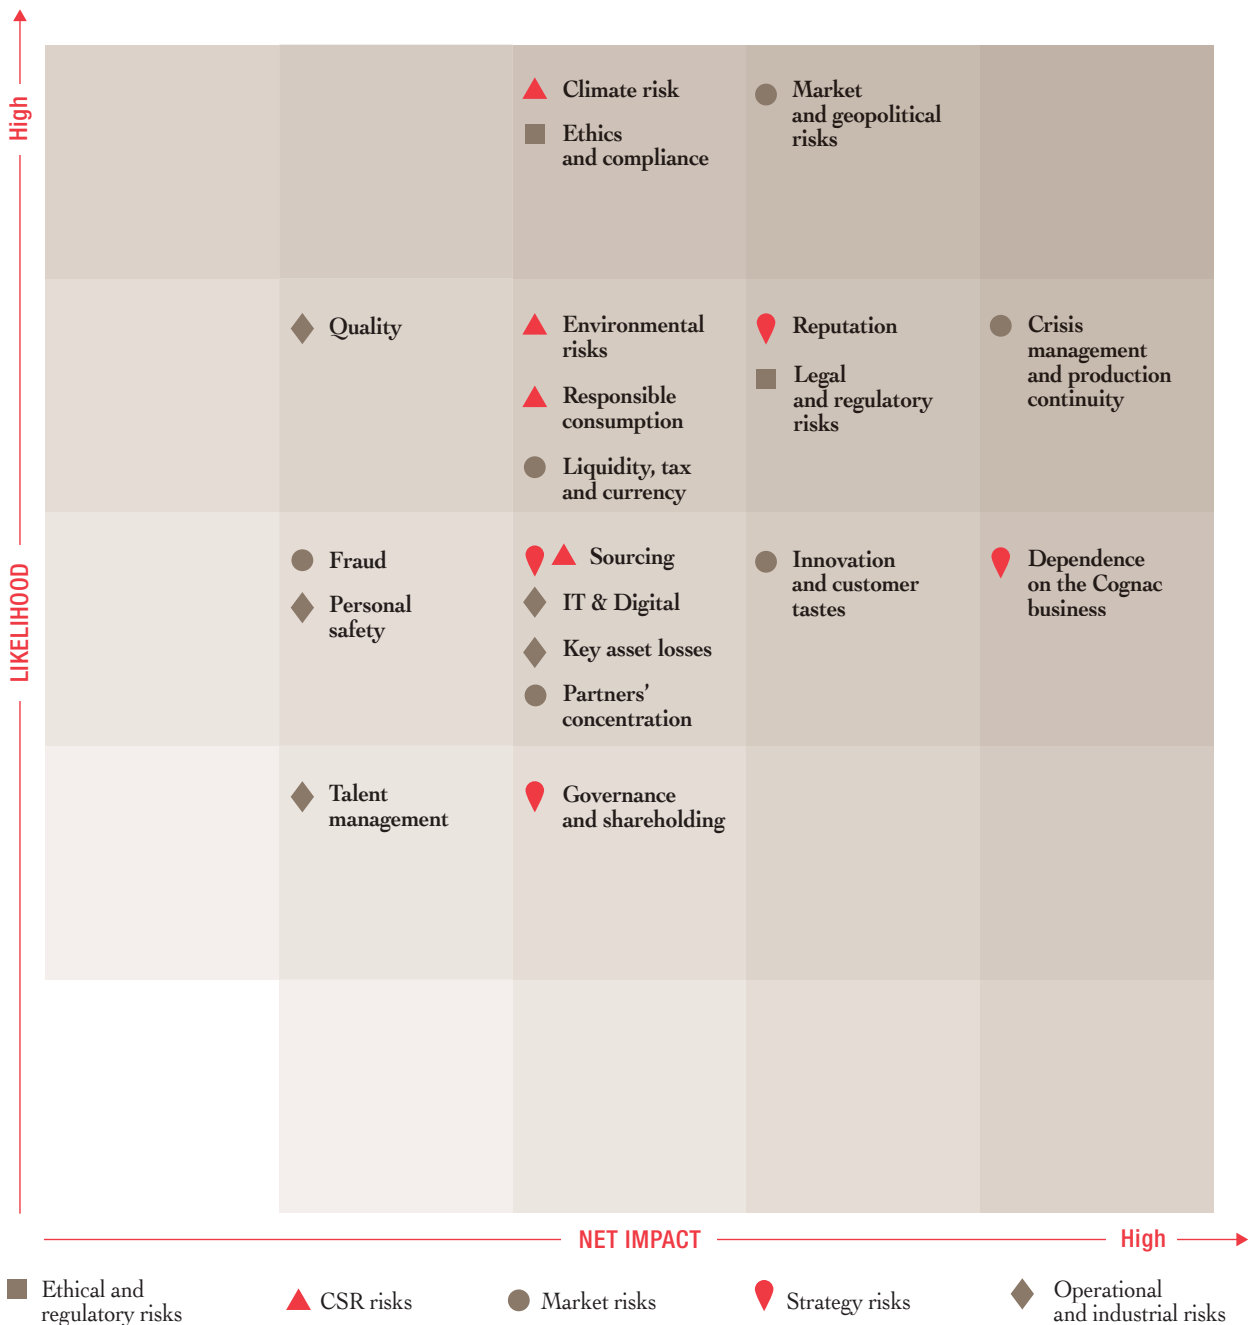 High
LIKELIHOOD
Climate risk
Ethics
and compliance
Market
and geopolitical
risks
Quality
Environmental
risks
Responsible
consumption
Liquidity, tax
and currency
Reputation
Legal
and regulatory
risks
Crisis
management
and production
continuity
Fraud
Personal
safety
Sourcing
IT & Digital
Key asset losses
Partners’
concentration
Innovation
and customer
tastes
Dependence
on the Cognac
business
Talent
management
Governance
and shareholding
NET IMPACT
High
Ethical and
regulatory risks
CSR risks
Market risks
Strategy risks
Operational
and industrial risks